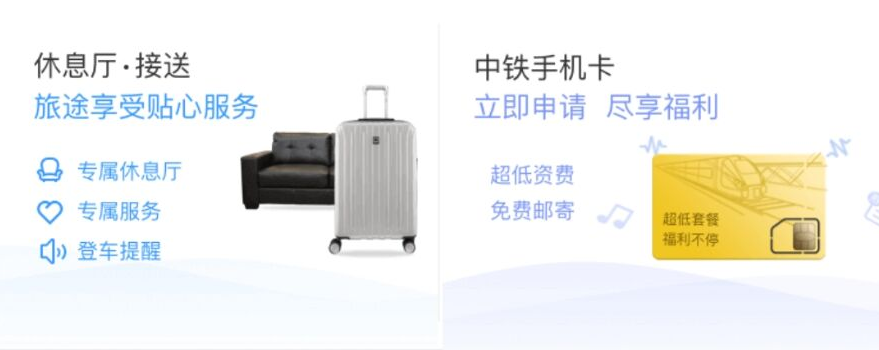 休息厅·接送
旅途享受贴心服务
专属休息厅
专属服务
登车提醒
中铁手机卡
立即申请 尽享福利
超低资费
免费邮寄
超低套餐
福利不停